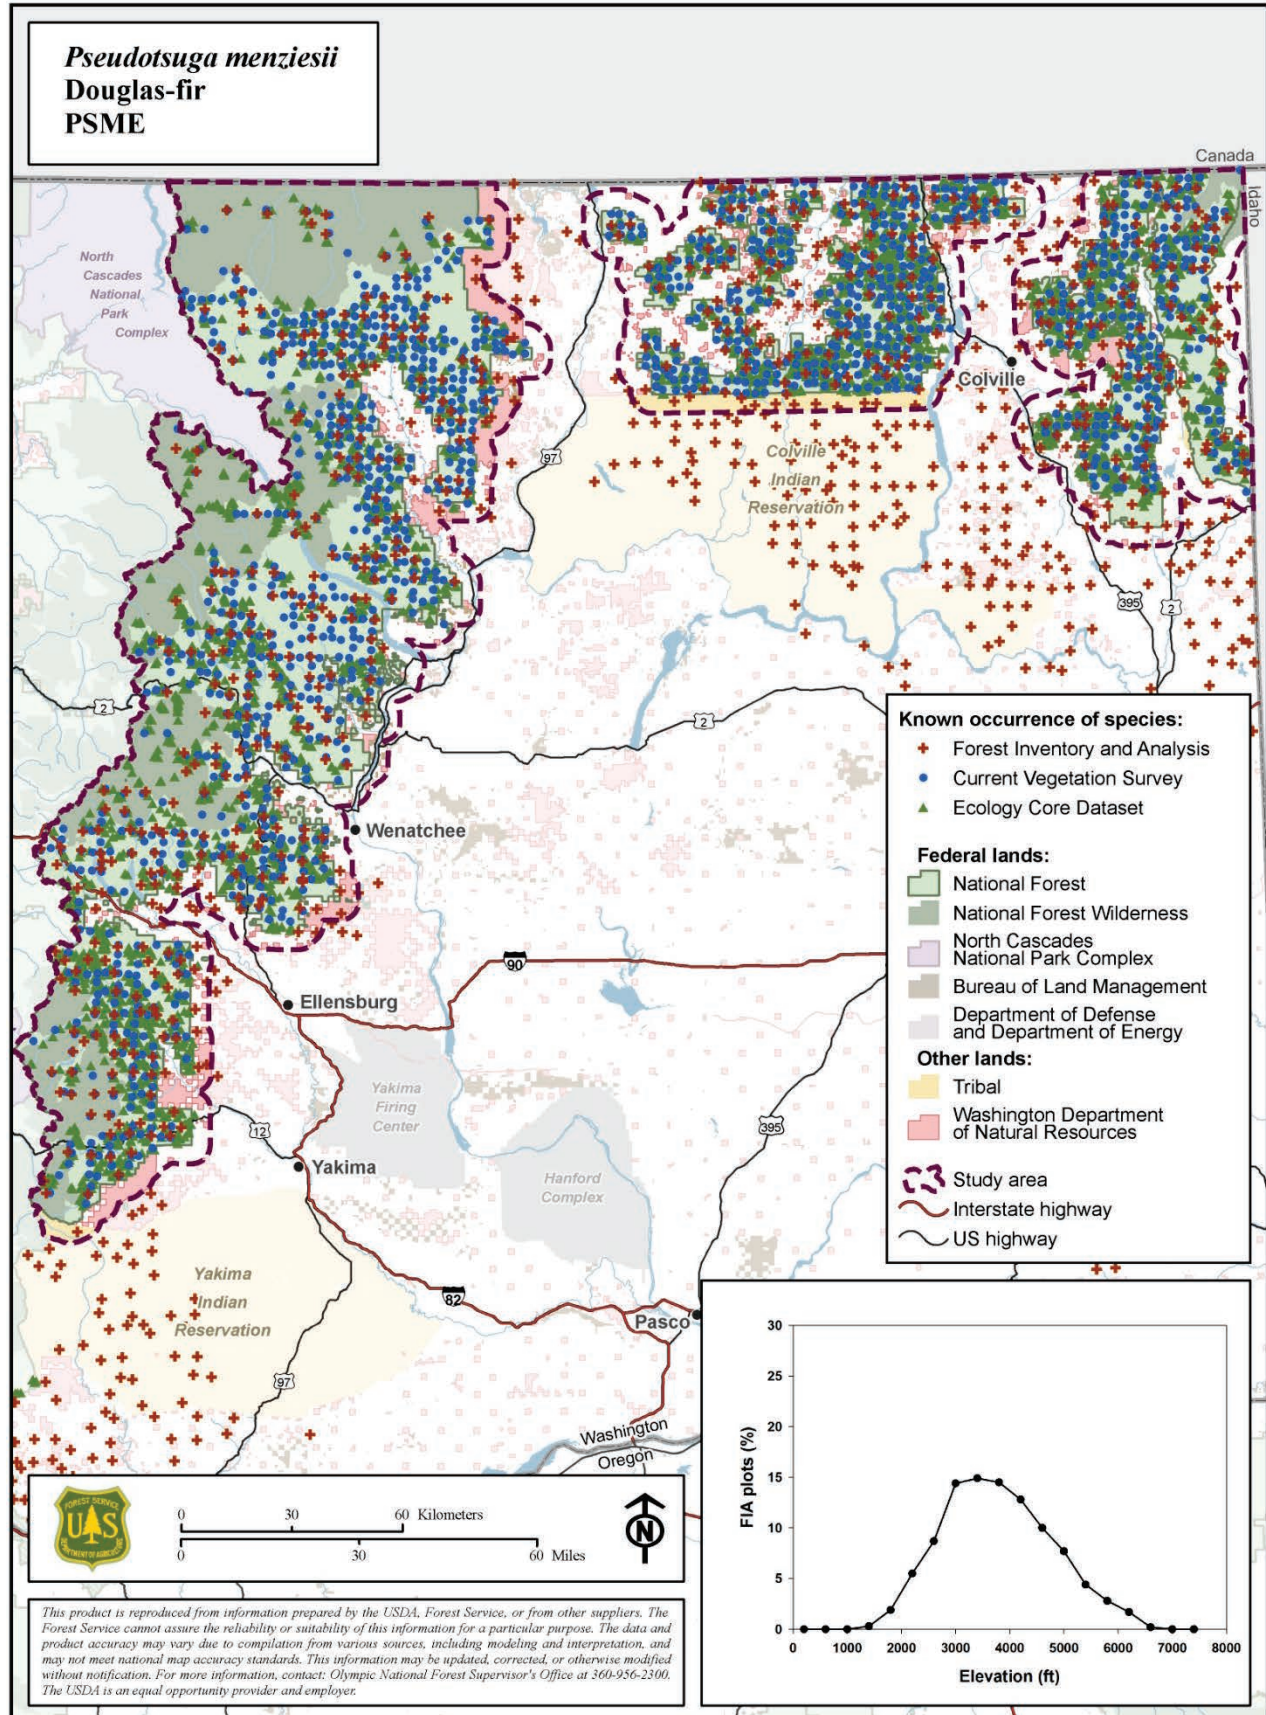 Pseudotsuga menziesii
Douglas-fir
PSME
Canada
Idaho
North
Cascades
National
Park
Complex
Colville
97
Colville
Indian
Reservation
395
2
2
2
Wenatchee
90
Ellensburg
Yakima
Firing
Center
12
Yakima
Hanford
Complex
395
Yakima
Indian
Reservation
82
Pasco
97
Washington
Oregon
Known occurrence of species:
Forest Inventory and Analysis
Current Vegetation Survey
Ecology Core Dataset
Federal lands:
National Forest
National Forest Wilderness
North Cascades
National Park Complex
Bureau of Land Management
Department of Defense
and Department of Energy
Other lands:
Tribal
Washington Department
of Natural Resources
Study area
Interstate highway
US highway
FOREST SERVICE
U S
DEPARTMENT OF AGRICULTURE
0 30 60 Kilometers
0 30 60 Miles
N
This product is reproduced from information prepared by the USDA, Forest Service, or from other suppliers. The
Forest Service cannot assure the reliability or suitability of this information for a particular purpose. The data and
product accuracy may vary due to compilation from various sources, including modeling and interpretation, and
may not meet national map accuracy standards. This information may be updated, corrected, or otherwise modified
without notification. For more information, contact: Olympic National Forest Supervisor's Office at 360-956-2300.
The USDA is an equal opportunity provider and employer.
FIA plots (%)
30
25
20
15
10
5
0
0 1000 2000 3000 4000 5000 6000 7000 8000
Elevation (ft)